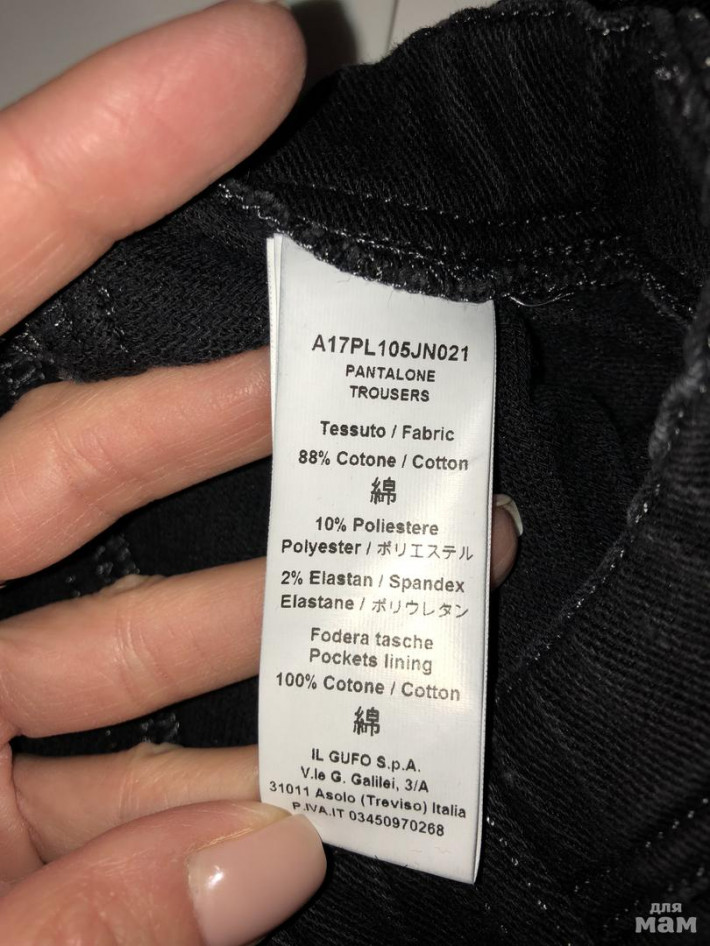 A17PL105JN021
PANTALONE
TROUSERS
Tessuto / Fabric
88% Cotone / Cotton
綿
10% Poliestere
Polyester / ポリエステル
2% Elastan / Spandex
Elastane / ポリウレタン
Fodera tasche
Pockets lining
100% Cotone / Cotton
綿
IL GUFO S.p.A.
V.le G. Galilei, 3/A
31011 Asolo (Treviso) Italia
P.IVA.IT 03450970268
для
мам